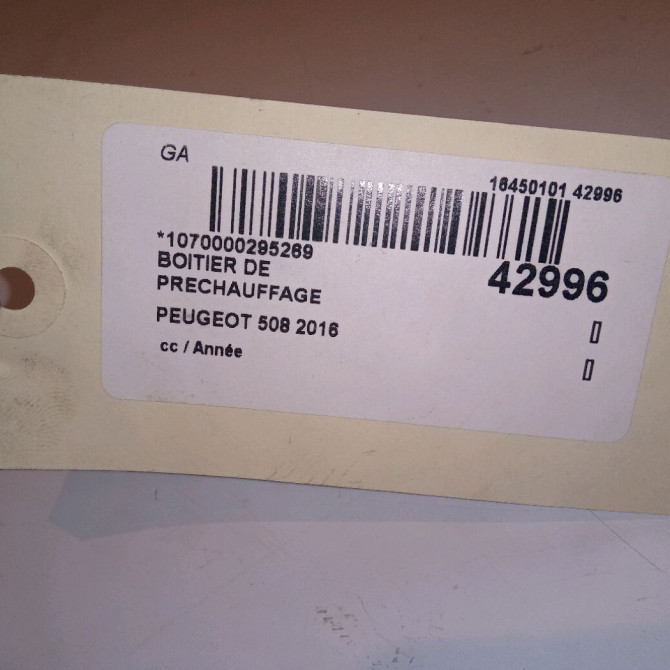 GA
16450101 42996
*1070000295269
42996
BOITIER DE
PRECHAUFFAGE
PEUGEOT 508 2016
cc / Année